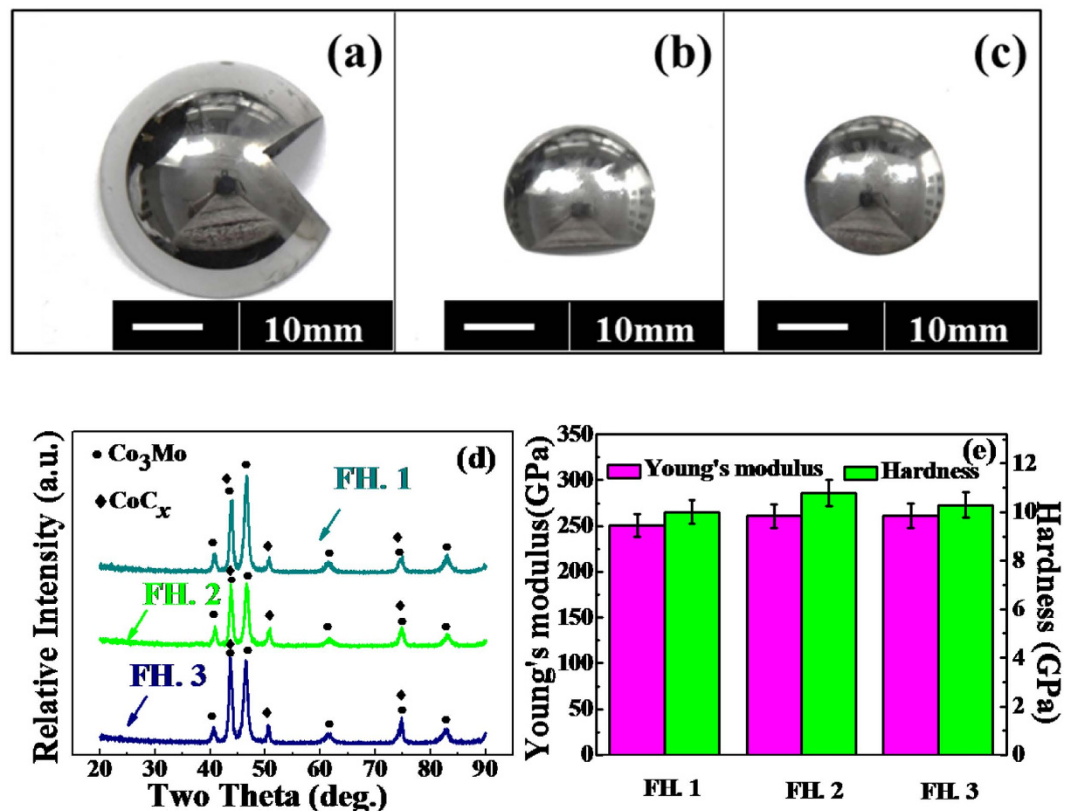 (a)
(b)
(c)
10mm
10mm
10mm
Relative Intensity (a.u.)
Co3Mo
CoCx
(d)
FH. 1
FH. 2
FH. 3
20 30 40 50 60 70 80 90
Two Theta (deg.)
Young's modulus(GPa)
350
300
250
200
150
100
50
0
(e)
Young's modulus
Hardness
12
10
8
6
4
2
0
Hardness (GPa)
FH. 1
FH. 2
FH. 3